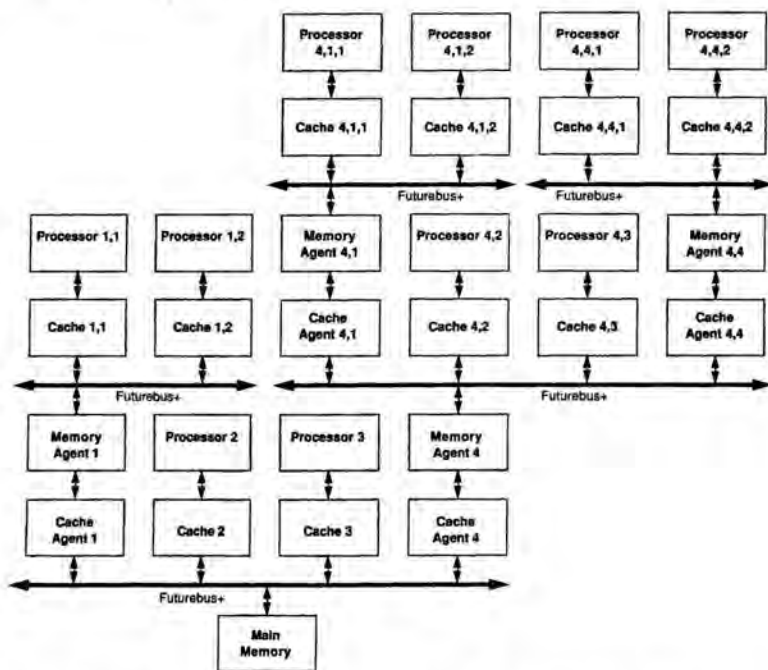 Processor
4,1,1
Processor
4,1,2
Processor
4,4,1
Processor
4,4,2
Cache 4,1,1
Cache 4,1,2
Cache 4,4,1
Cache 4,4,2
Futurebus+
Futurebus+
Processor 1,1
Processor 1,2
Memory
Agent 4,1
Processor 4,2
Processor 4,3
Memory
Agent 4,4
Cache 1,1
Cache 1,2
Cache
Agent 4,1
Cache 4,2
Cache 4,3
Cache
Agent 4,4
Futurebus+
Futurebus+
Memory
Agent 1
Processor 2
Processor 3
Memory
Agent 4
Cache
Agent 1
Cache 2
Cache 3
Cache
Agent 4
Futurebus+
Main
Memory